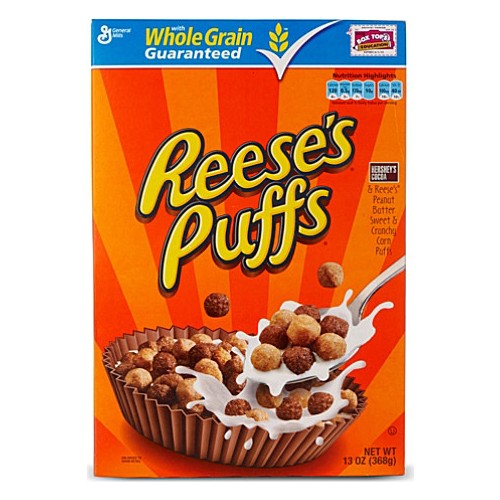 General
Mills
with
Whole Grain
Guaranteed
BOX TOPS
EDUCATION
Nutrition Highlights
Reese's
Puffs
HERSHEY'S
COCOA
& Reese's
Peanut
Butter
Sweet &
Crunchy
Corn
Puffs
NET WT
13 OZ (368g)